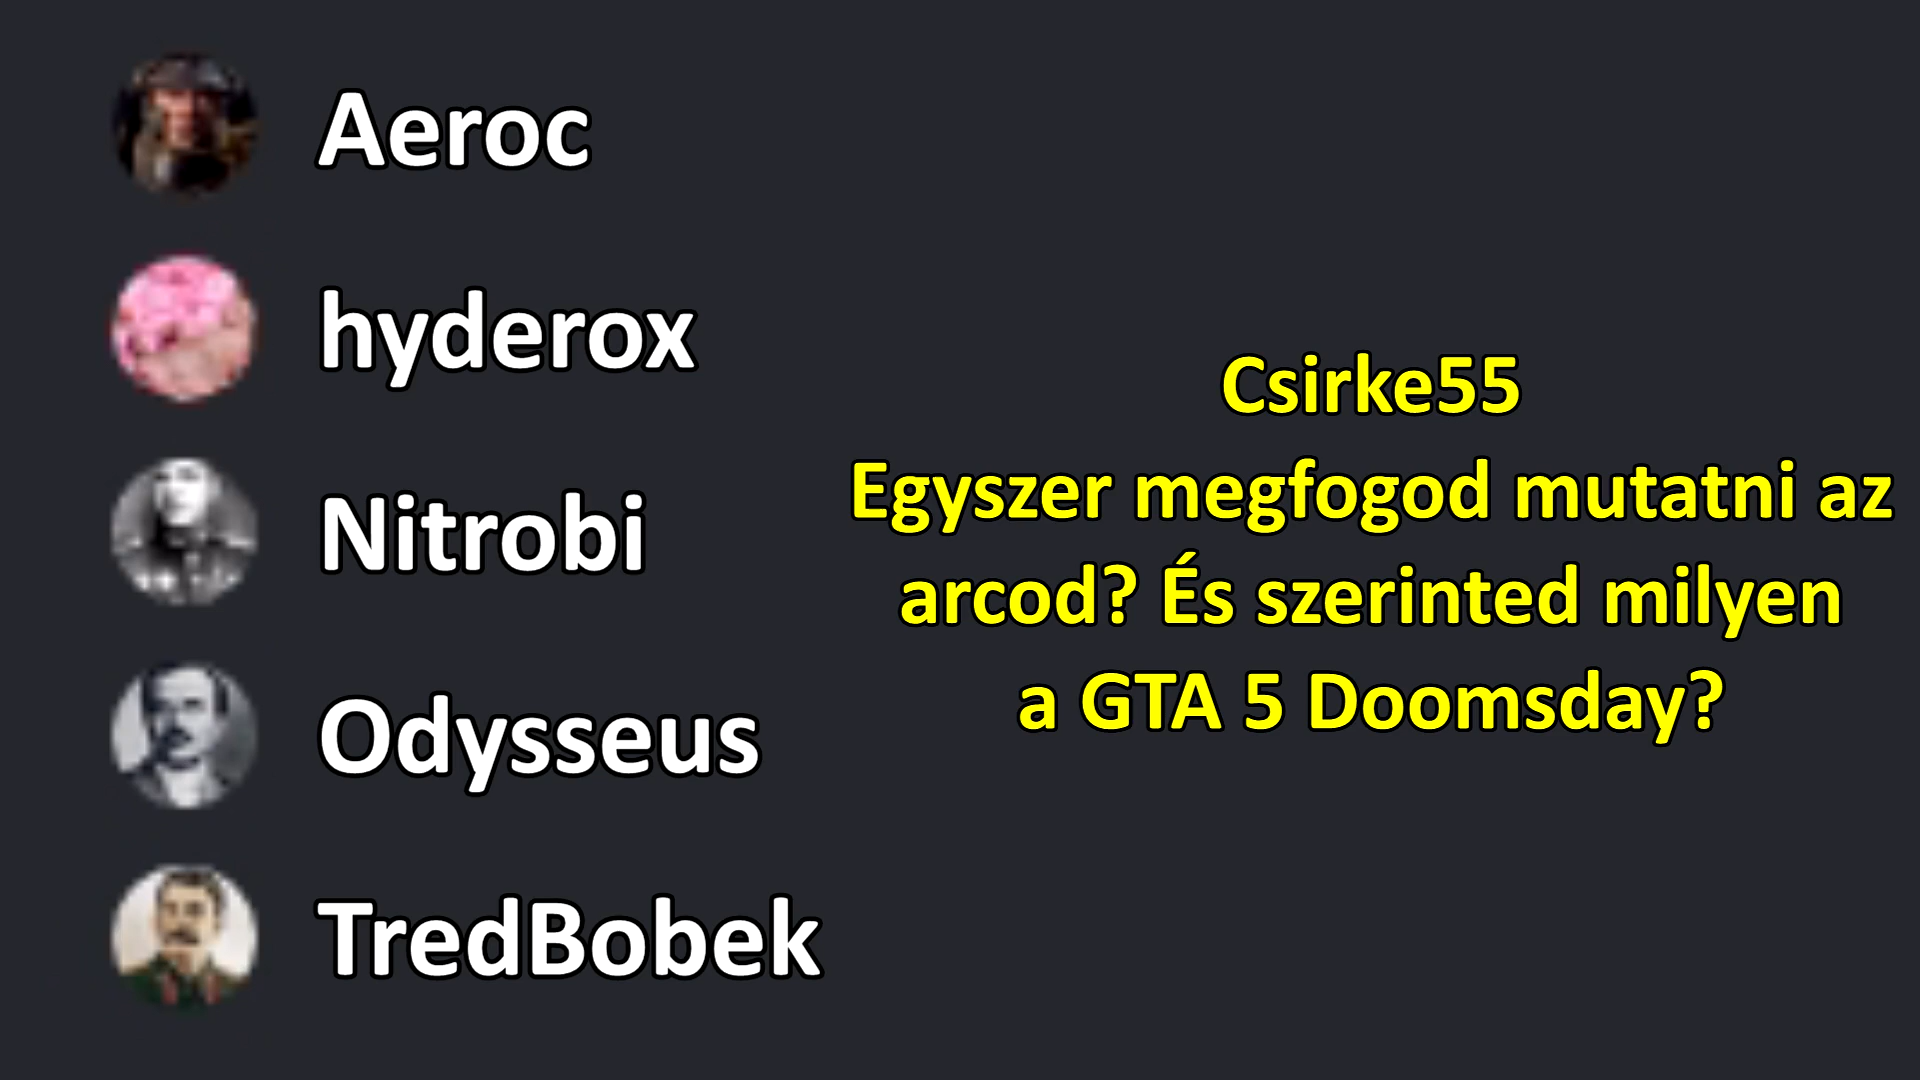 Aeroc
hyderox
Nitrobi
Odysseus
TredBobek
Csirke55
Egyszer megfogod mutatni az
arcod? És szerinted milyen
a GTA 5 Doomsday?